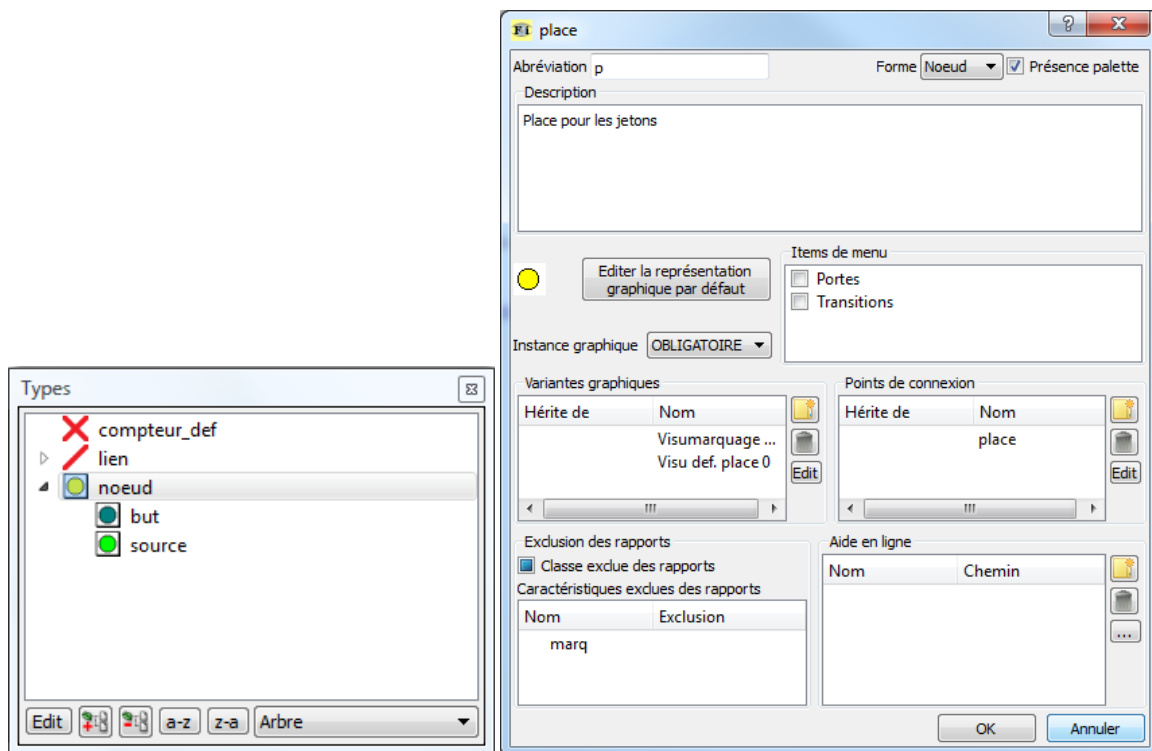 Types
compteur_def
lien
noeud
but
source
Edit a-z z-a Arbre
place
Abréviation p Forme Noeud Présence palette
Description
Place pour les jetons
Editer la représentation
graphique par défaut
Items de menu
Portes
Transitions
Instance graphique OBLIGATOIRE
Variantes graphiques
Hérite de Nom
Visumarquage ...
Visu def. place 0
Edit
Points de connexion
Hérite de Nom
place
Edit
Exclusion des rapports
Classe exclue des rapports
Caractéristiques exclues des rapports
Nom Exclusion
marq
Aide en ligne
Nom Chemin
...
OK Annuler